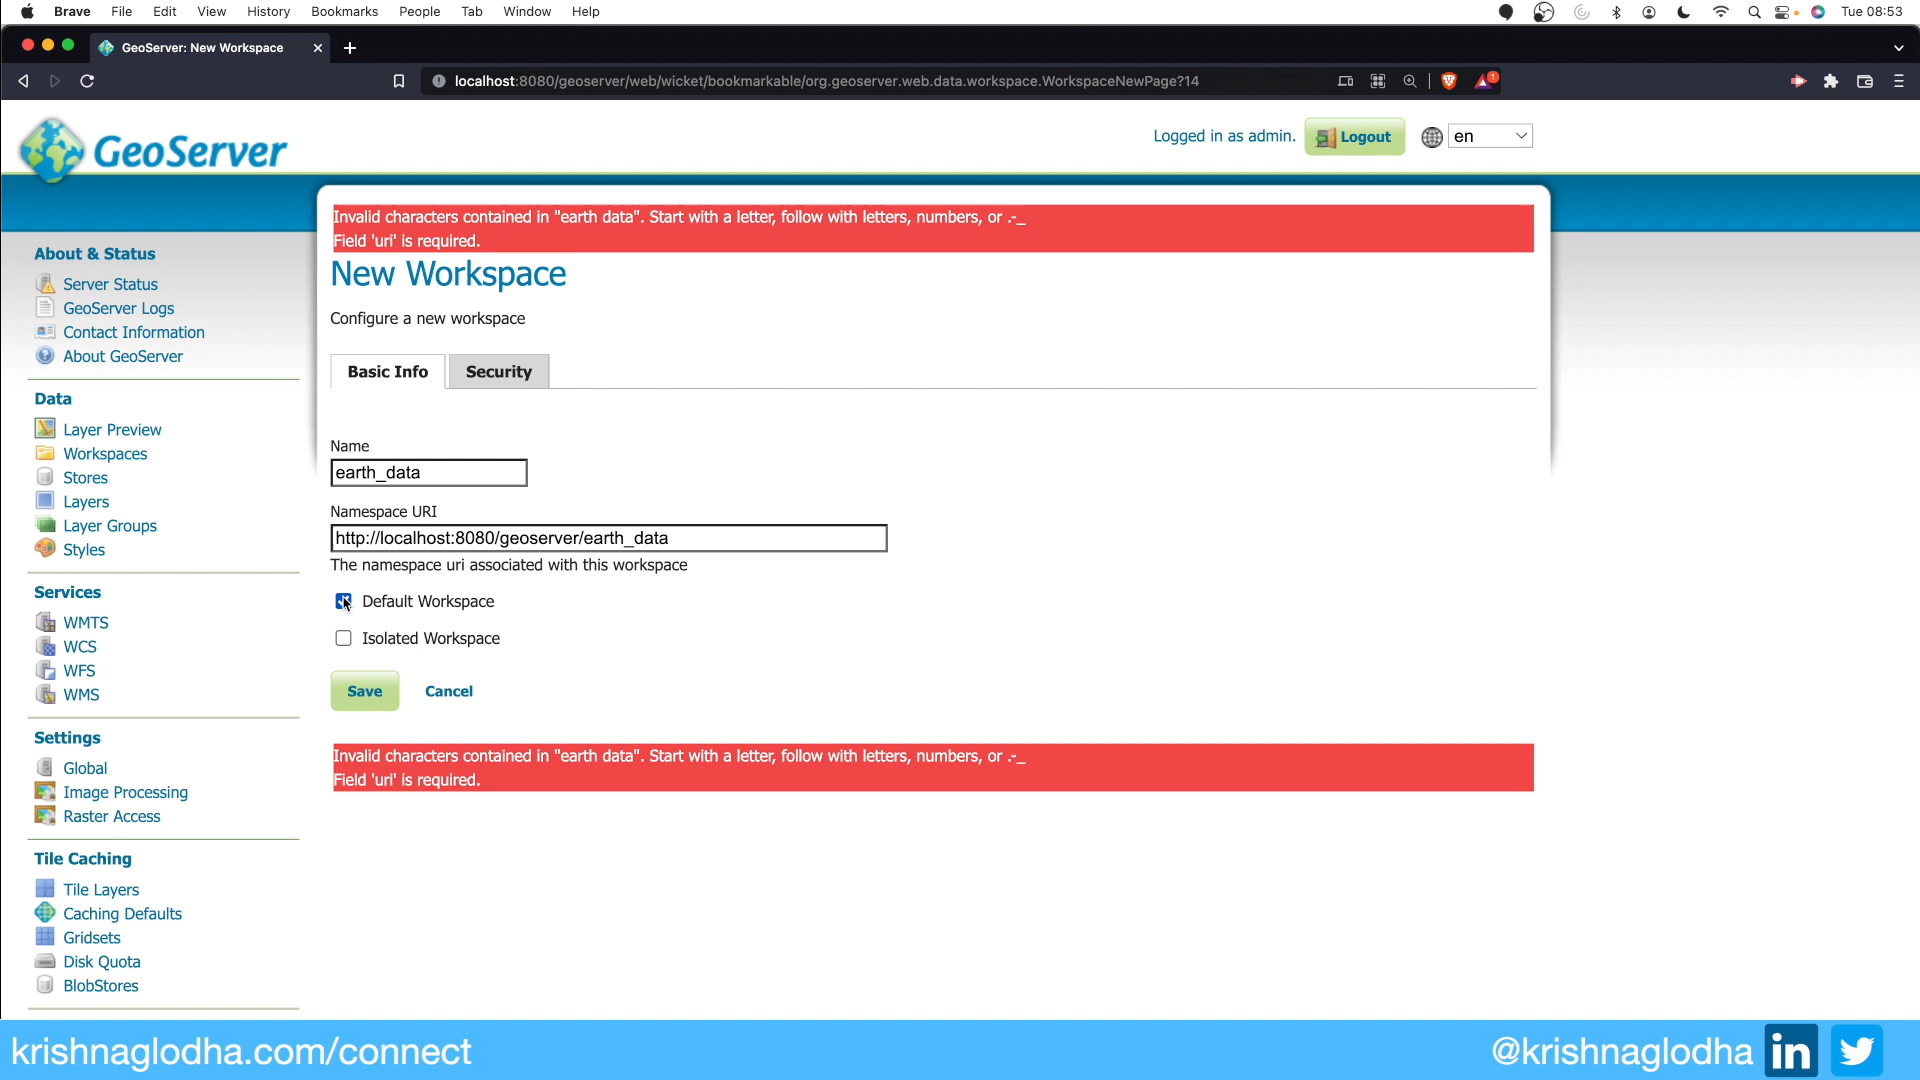 Brave File Edit View History Bookmarks People Tab Window Help Tue 08:53
GeoServer: New Workspace
localhost:8080/geoserver/web/wicket/bookmarkable/org.geoserver.web.data.workspace.WorkspaceNewPage?14 1
GeoServer
Logged in as admin. Logout en
Invalid characters contained in "earth data". Start with a letter, follow with letters, numbers, or .-_
Field 'uri' is required.
New Workspace
Configure a new workspace
Basic Info Security
Name
earth_data
Namespace URI
http://localhost:8080/geoserver/earth_data
The namespace uri associated with this workspace
Default Workspace
Isolated Workspace
Save Cancel
Invalid characters contained in "earth data". Start with a letter, follow with letters, numbers, or .-_
Field 'uri' is required.
About & Status
Server Status
GeoServer Logs
Contact Information
About GeoServer
Data
Layer Preview
Workspaces
Stores
Layers
Layer Groups
Styles
Services
WMTS
WCS
WFS
WMS
Settings
Global
Image Processing
Raster Access
Tile Caching
Tile Layers
Caching Defaults
Gridsets
Disk Quota
BlobStores
krishnaglodha.com/connect
@krishnaglodha in